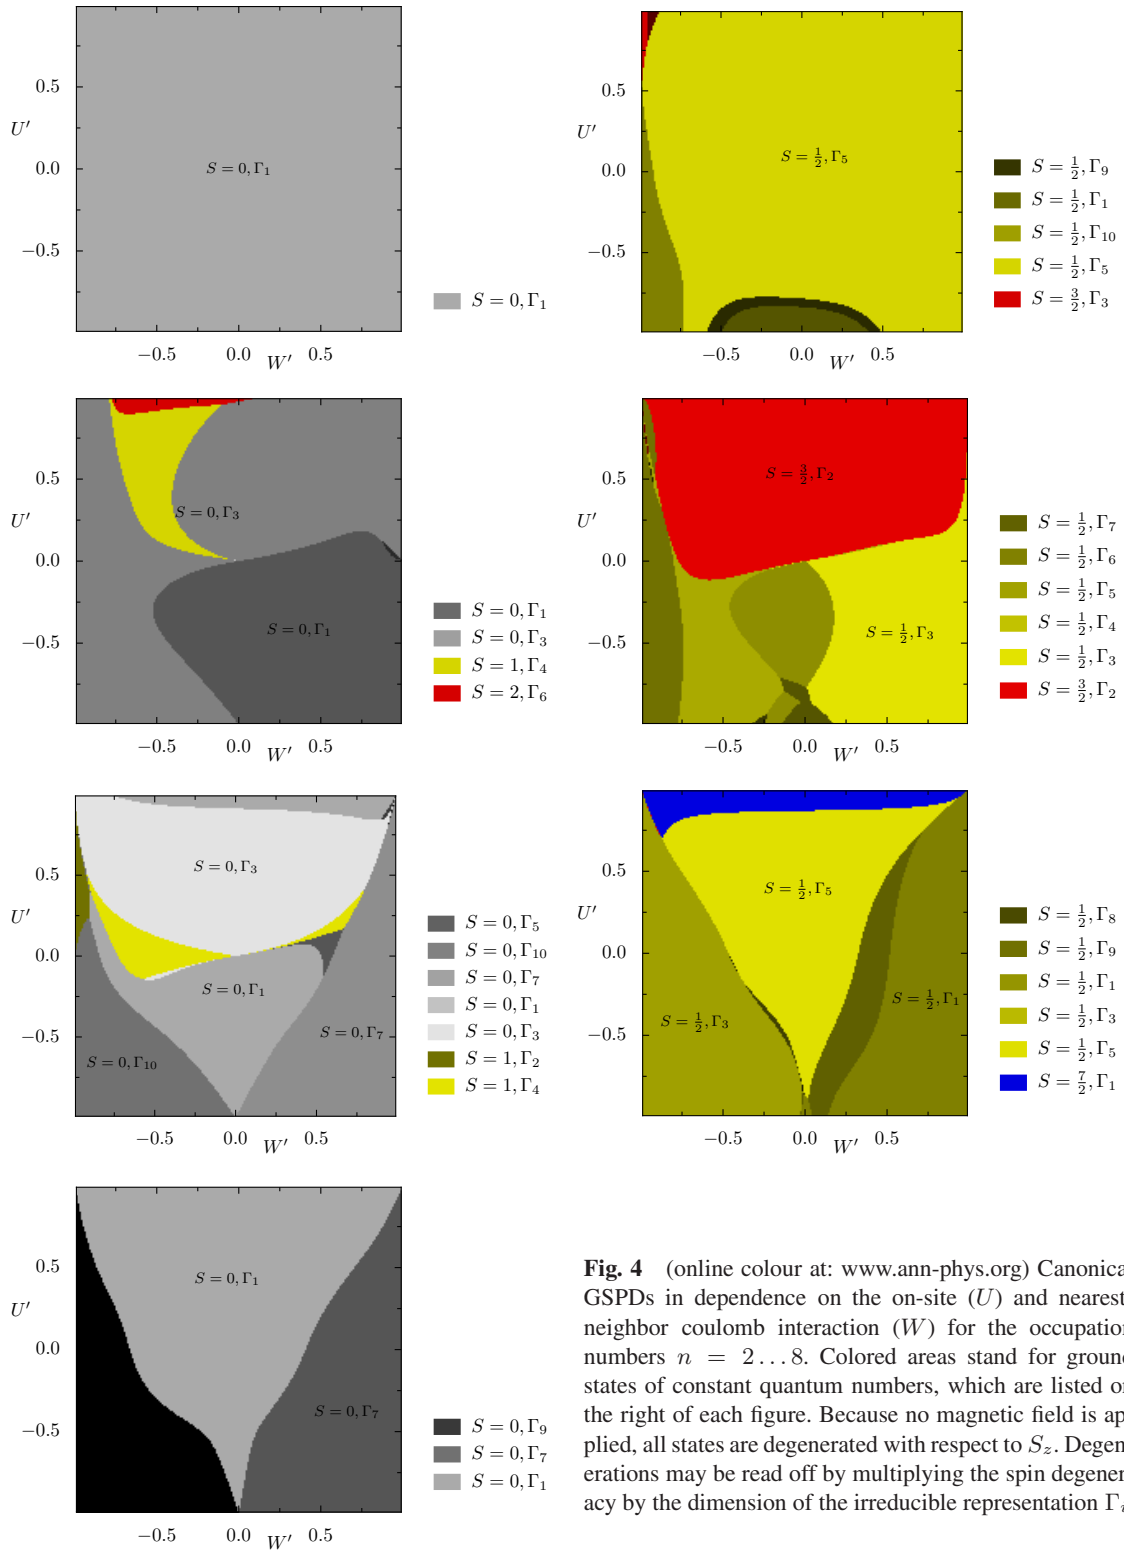 0.5
U′
0.0
−0.5
S = 0, Γ1
S = 0, Γ1
−0.5 0.0 0.5
W′
0.5
U′
0.0
−0.5
S = 1/2, Γ5
S = 1/2, Γ9
S = 1/2, Γ1
S = 1/2, Γ10
S = 1/2, Γ5
S = 3/2, Γ3
−0.5 0.0 0.5
W′
0.5
U′
0.0
−0.5
S = 0, Γ3
S = 0, Γ1
S = 0, Γ1
S = 0, Γ3
S = 1, Γ4
S = 2, Γ6
−0.5 0.0 0.5
W′
0.5
U′
0.0
−0.5
S = 3/2, Γ2
S = 1/2, Γ3
S = 1/2, Γ7
S = 1/2, Γ6
S = 1/2, Γ5
S = 1/2, Γ4
S = 1/2, Γ3
S = 3/2, Γ2
−0.5 0.0 0.5
W′
0.5
U′
0.0
−0.5
S = 0, Γ3
S = 0, Γ1
S = 0, Γ7
S = 0, Γ10
S = 0, Γ5
S = 0, Γ10
S = 0, Γ7
S = 0, Γ1
S = 0, Γ3
S = 1, Γ2
S = 1, Γ4
−0.5 0.0 0.5
W′
0.5
U′
0.0
−0.5
S = 1/2, Γ5
S = 1/2, Γ1
S = 1/2, Γ3
S = 1/2, Γ8
S = 1/2, Γ9
S = 1/2, Γ1
S = 1/2, Γ3
S = 1/2, Γ5
S = 7/2, Γ1
−0.5 0.0 0.5
W′
0.5
U′
0.0
−0.5
S = 0, Γ1
S = 0, Γ7
S = 0, Γ9
S = 0, Γ7
S = 0, Γ1
−0.5 0.0 0.5
W′
Fig. 4 (online colour at: www.ann-phys.org) Canonica
GSPDs in dependence on the on-site (U) and nearest
neighbor coulomb interaction (W) for the occupation
numbers n = 2 . . . 8. Colored areas stand for ground
states of constant quantum numbers, which are listed on
the right of each figure. Because no magnetic field is ap
plied, all states are degenerated with respect to Sz. Degen
erations may be read off by multiplying the spin degener
acy by the dimension of the irreducible representation Γ